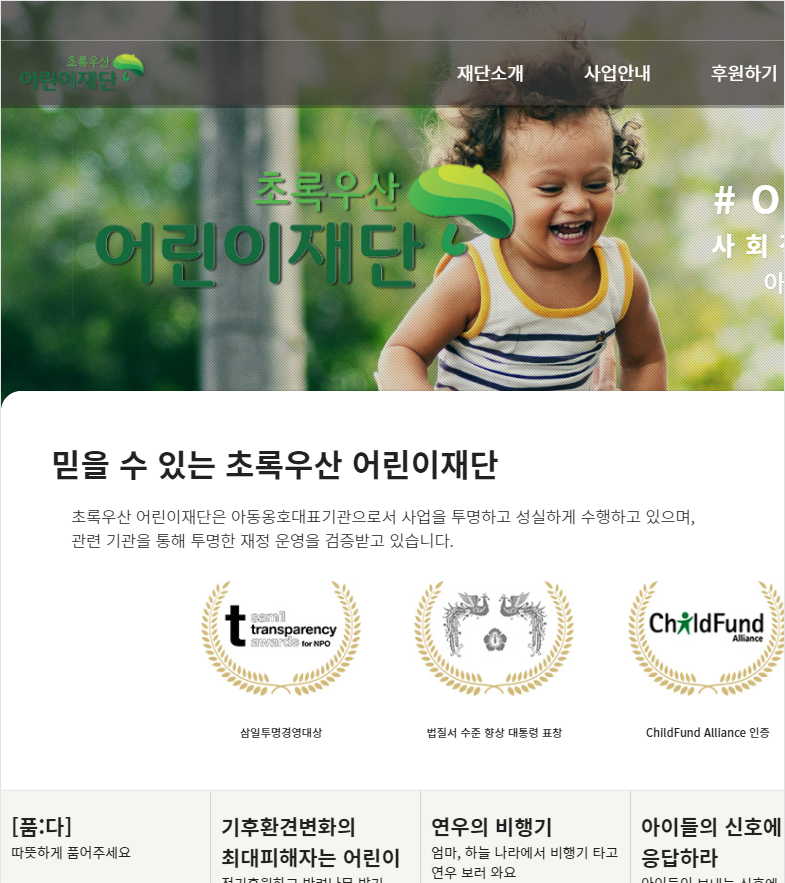 초록우산
어린이재단
재단소개
사업안내
후원하기
초록우산
어린이재단
# O
사 회
아
믿을 수 있는 초록우산 어린이재단
초록우산 어린이재단은 아동옹호대표기관으로서 사업을 투명하고 성실하게 수행하고 있으며,
관련 기관을 통해 투명한 재정 운영을 검증받고 있습니다.
samil
transparency
awards for NPO
ChildFund
Alliance
삼일투명경영대상
법질서 수준 향상 대통령 표창
ChildFund Alliance 인증
[품:다]
따뜻하게 품어주세요
기후환견변화의
최대피해자는 어린이
연우의 비행기
엄마, 하늘 나라에서 비행기 타고
연우 보러 와요
아이들의 신호에
응답하라